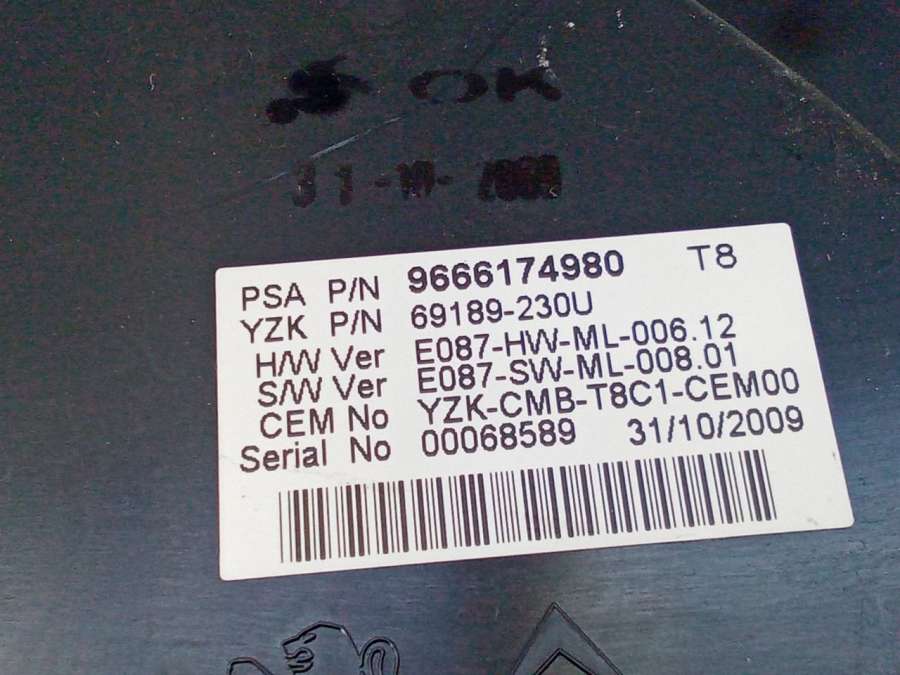 OK
31-10-2009
PSA P/N 9666174980 T8
YZK P/N 69189-230U
H/W Ver E087-HW-ML-006.12
S/W Ver E087-SW-ML-008.01
CEM No YZK-CMB-T8C1-CEM00
Serial No 00068589 31/10/2009